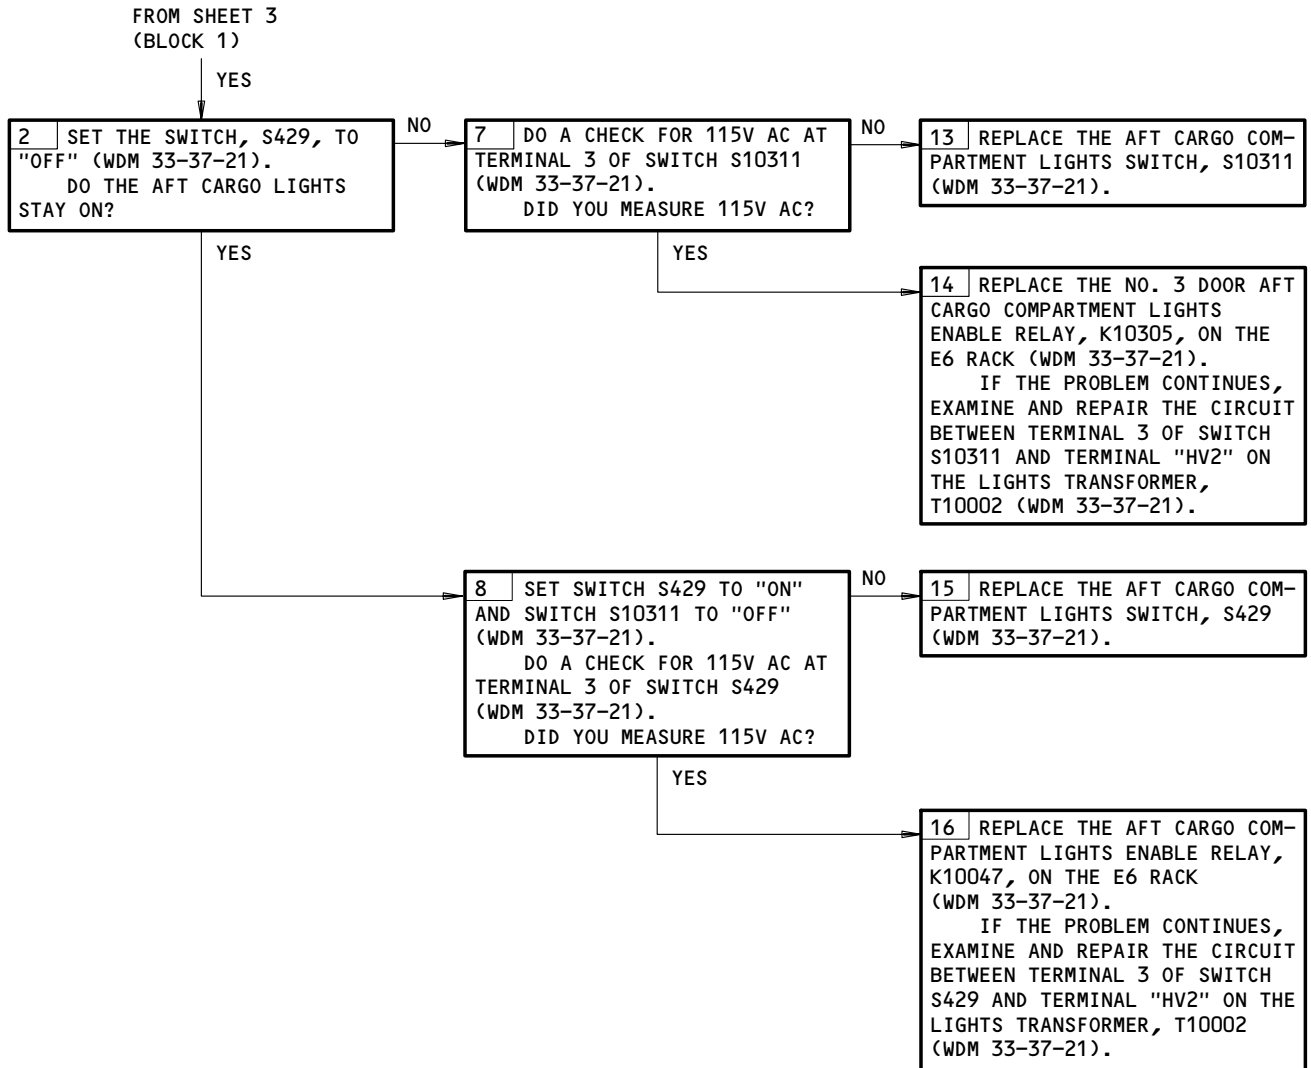 FROM SHEET 3
(BLOCK 1)
YES
2 SET THE SWITCH, S429, TO
"OFF" (WDM 33-37-21).
DO THE AFT CARGO LIGHTS
STAY ON?
NO
YES
7 DO A CHECK FOR 115V AC AT
TERMINAL 3 OF SWITCH S10311
(WDM 33-37-21).
DID YOU MEASURE 115V AC?
NO
YES
13 REPLACE THE AFT CARGO COM-
PARTMENT LIGHTS SWITCH, S10311
(WDM 33-37-21).
14 REPLACE THE NO. 3 DOOR AFT
CARGO COMPARTMENT LIGHTS
ENABLE RELAY, K10305, ON THE
E6 RACK (WDM 33-37-21).
IF THE PROBLEM CONTINUES,
EXAMINE AND REPAIR THE CIRCUIT
BETWEEN TERMINAL 3 OF SWITCH
S10311 AND TERMINAL "HV2" ON
THE LIGHTS TRANSFORMER,
T10002 (WDM 33-37-21).
8 SET SWITCH S429 TO "ON"
AND SWITCH S10311 TO "OFF"
(WDM 33-37-21).
DO A CHECK FOR 115V AC AT
TERMINAL 3 OF SWITCH S429
(WDM 33-37-21).
DID YOU MEASURE 115V AC?
NO
YES
15 REPLACE THE AFT CARGO COM-
PARTMENT LIGHTS SWITCH, S429
(WDM 33-37-21).
16 REPLACE THE AFT CARGO COM-
PARTMENT LIGHTS ENABLE RELAY,
K10047, ON THE E6 RACK
(WDM 33-37-21).
IF THE PROBLEM CONTINUES,
EXAMINE AND REPAIR THE CIRCUIT
BETWEEN TERMINAL 3 OF SWITCH
S429 AND TERMINAL "HV2" ON THE
LIGHTS TRANSFORMER, T10002
(WDM 33-37-21).